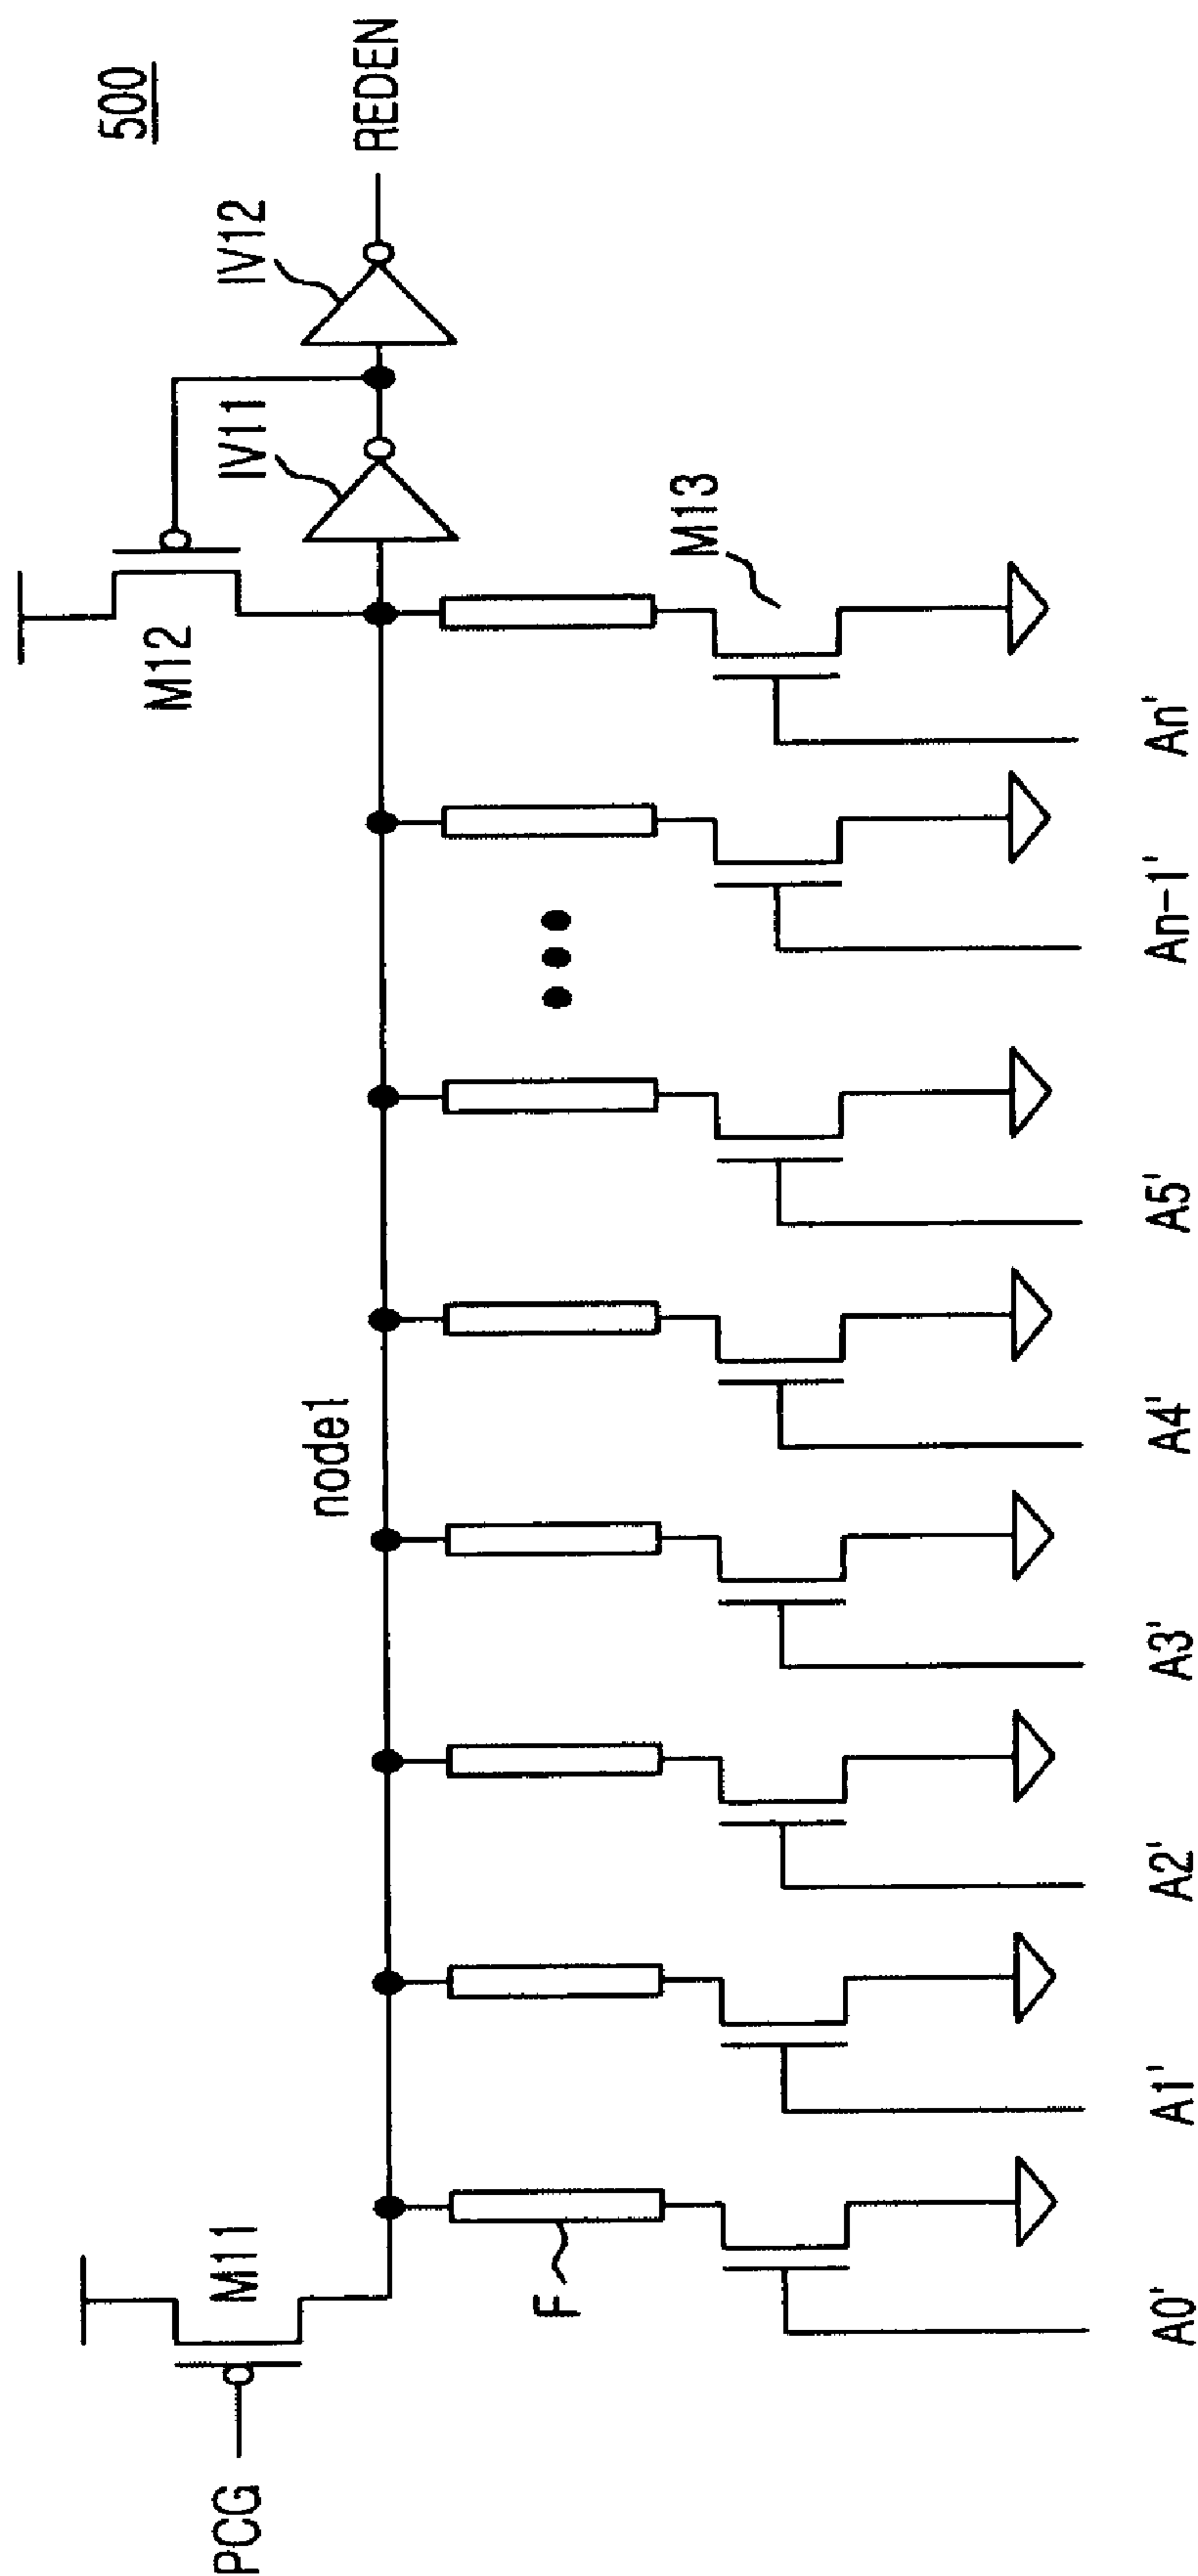 500
PCG
M11
node1
M12
IV11
IV12
REDEN
F
M13
A0'
A1'
A2'
A3'
A4'
A5'
An-1'
An'